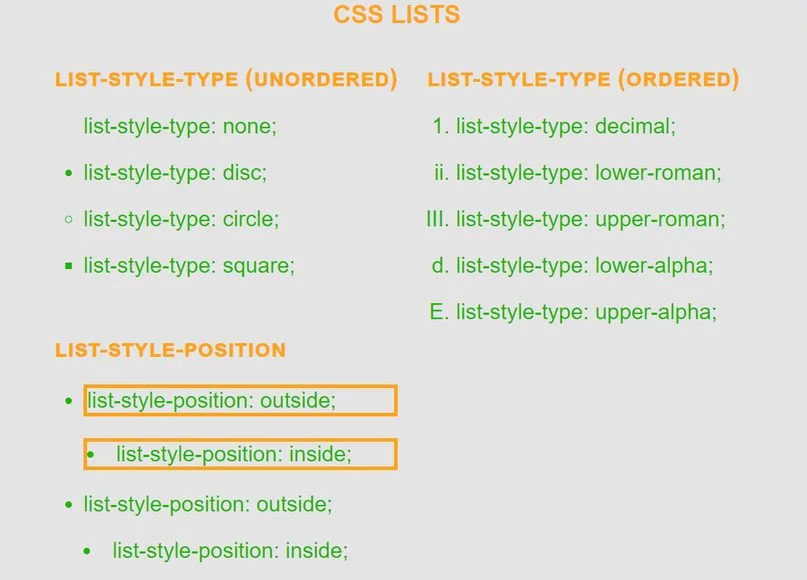 CSS LISTS
LIST-STYLE-TYPE (UNORDERED)
list-style-type: none;
• list-style-type: disc;
○ list-style-type: circle;
▪ list-style-type: square;
LIST-STYLE-TYPE (ORDERED)
1. list-style-type: decimal;
ii. list-style-type: lower-roman;
III. list-style-type: upper-roman;
d. list-style-type: lower-alpha;
E. list-style-type: upper-alpha;
LIST-STYLE-POSITION
• list-style-position: outside;
• list-style-position: inside;
• list-style-position: outside;
• list-style-position: inside;